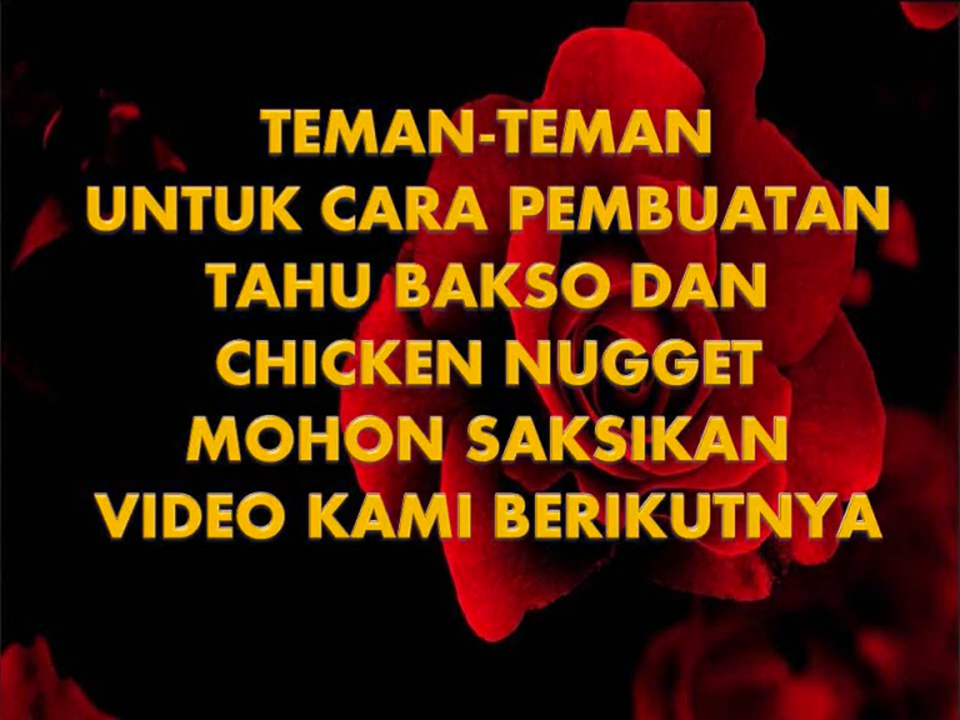 TEMAN-TEMAN
UNTUK CARA PEMBUATAN
TAHU BAKSO DAN
CHICKEN NUGGET
MOHON SAKSIKAN
VIDEO KAMI BERIKUTNYA